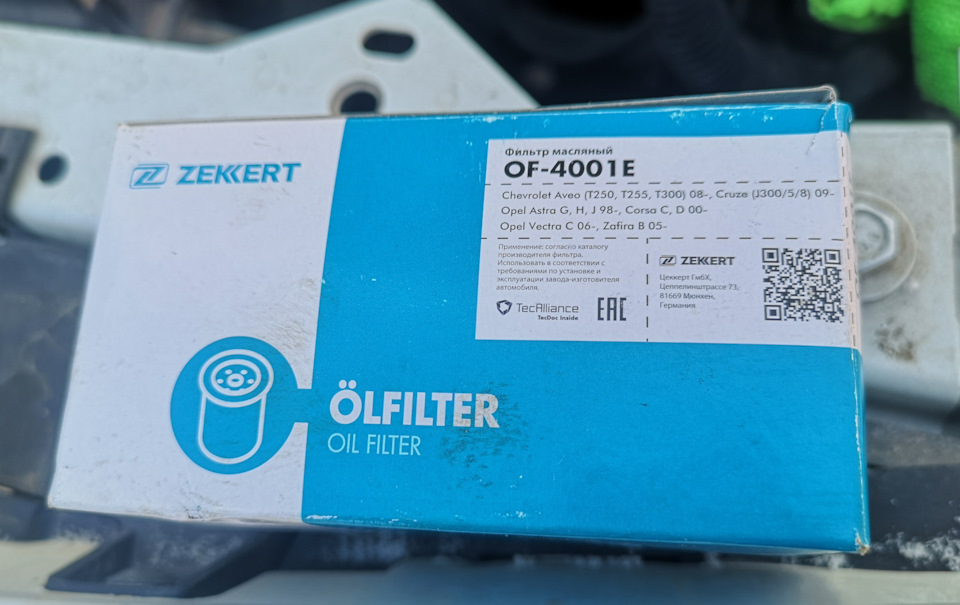 ZEKKERT
Фильтр масляный
OF-4001E
Chevrolet Aveo (T250, T255, T300) 08-, Cruze (J300/5/8) 09-
Opel Astra G, H, J 98-, Corsa C, D 00-
Opel Vectra C 06-, Zafira B 05-
Применение: согласно каталогу
производителя фильтра.
Использовать в соответствии с
требованиями по установке и
эксплуатации завода-изготовителя
автомобиля.
TecAlliance
TecDoc Inside
EAC
ZEKKERT
Цеккерт ГмбХ,
Цеппелинштрассе 73,
81669 Мюнхен,
Германия
ÖLFILTER
OIL FILTER